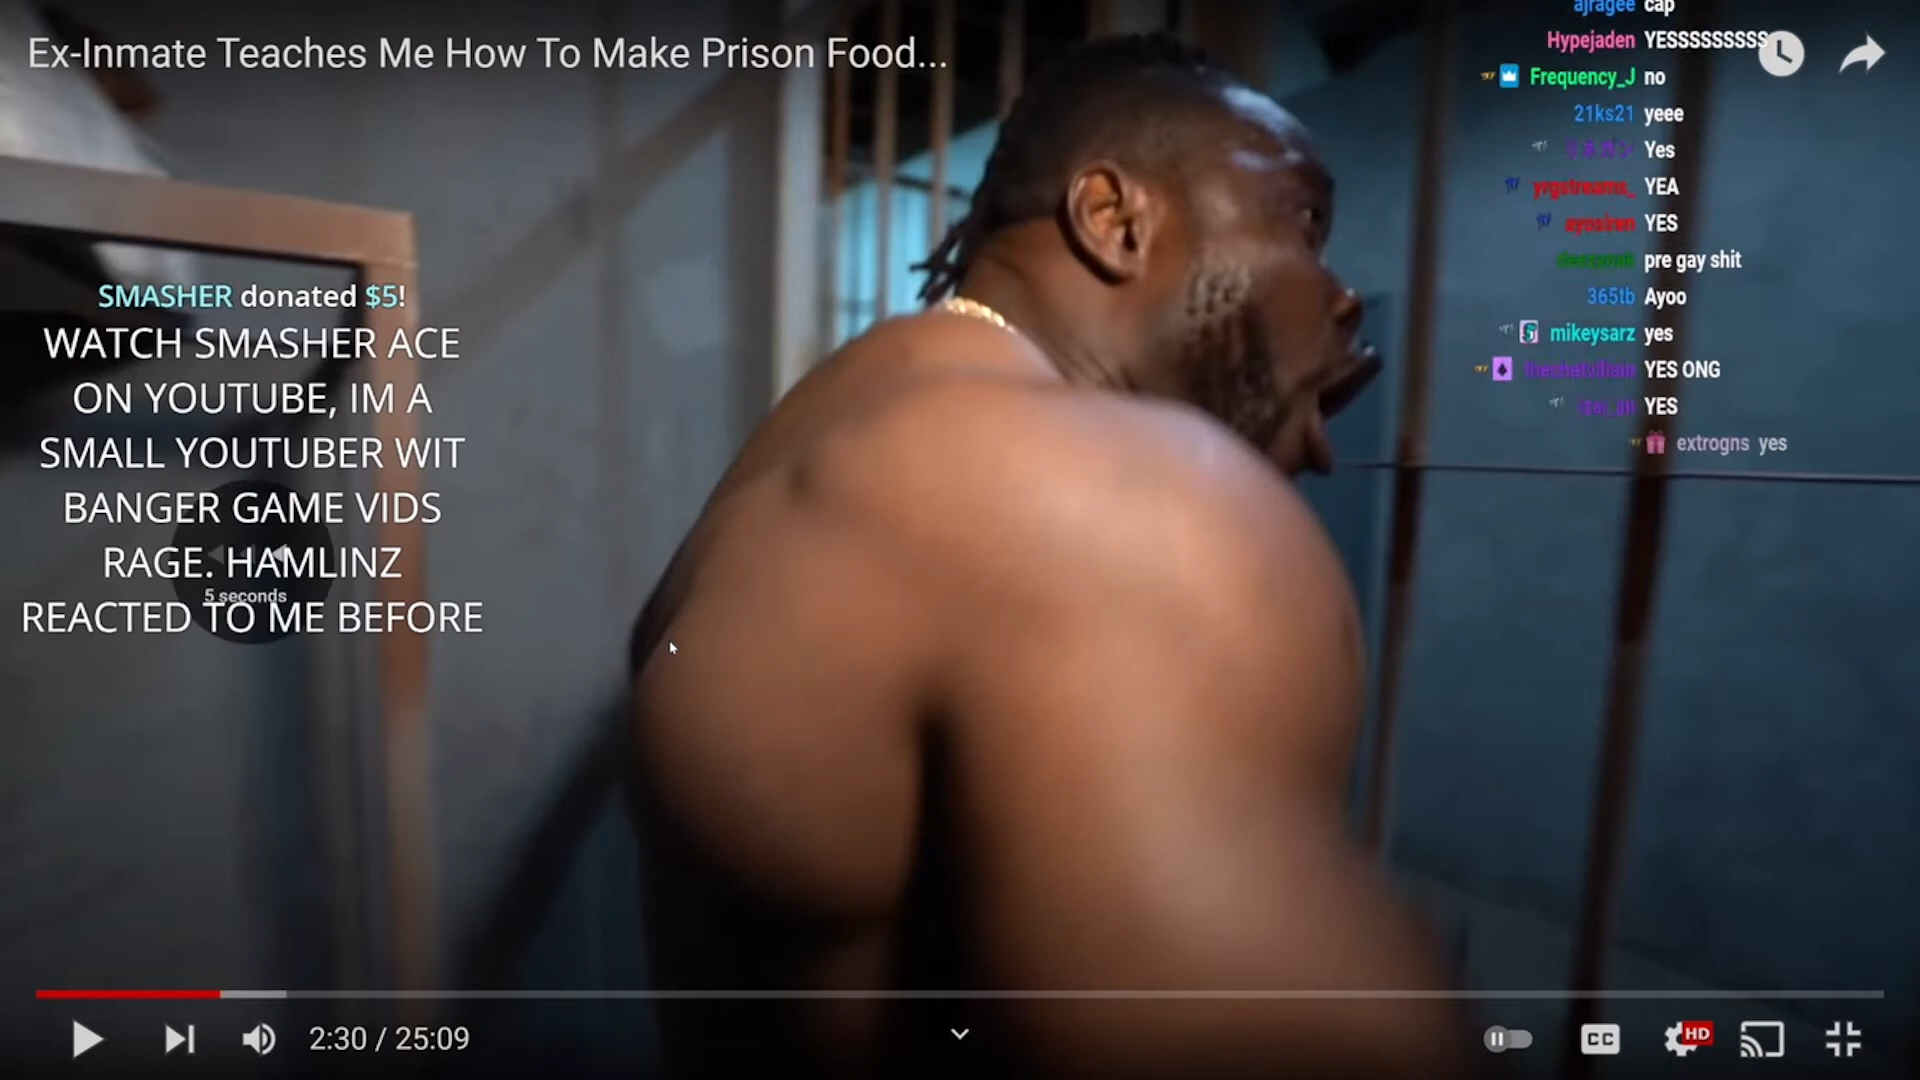 Ex-Inmate Teaches Me How To Make Prison Food...
ajragee cap
Hypejaden YESSSSSSSSS
Frequency_J no
21ks21 yeee
Yes
yrgstreams_ YEA
YES
pre gay shit
365tb Ayoo
mikeysarz yes
YES ONG
YES
extrogns yes
SMASHER donated $5!
WATCH SMASHER ACE
ON YOUTUBE, IM A
SMALL YOUTUBER WIT
BANGER GAME VIDS
RAGE. HAMLINZ
5 seconds
REACTED TO ME BEFORE
2:30 / 25:09
CC
HD